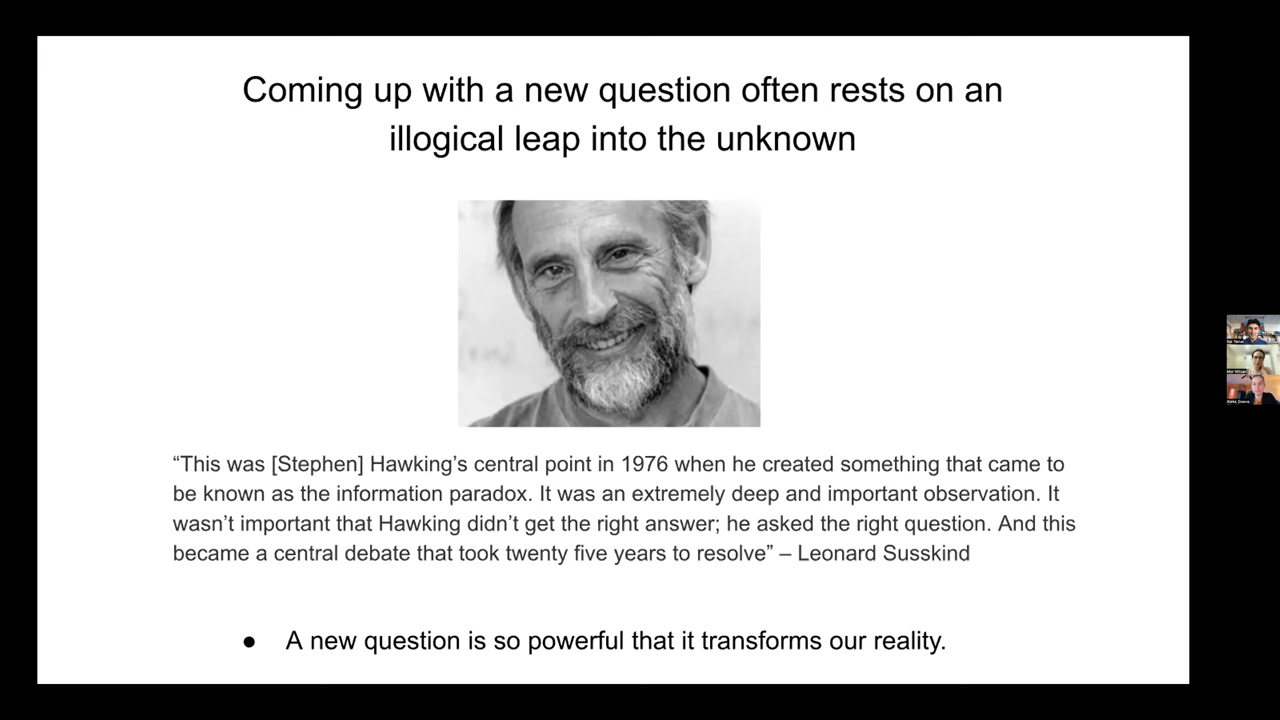 Coming up with a new question often rests on an
illogical leap into the unknown
“This was [Stephen] Hawking’s central point in 1976 when he created something that came to
be known as the information paradox. It was an extremely deep and important observation. It
wasn’t important that Hawking didn’t get the right answer; he asked the right question. And this
became a central debate that took twenty five years to resolve” – Leonard Susskind
● A new question is so powerful that it transforms our reality.
Mor Nitzan